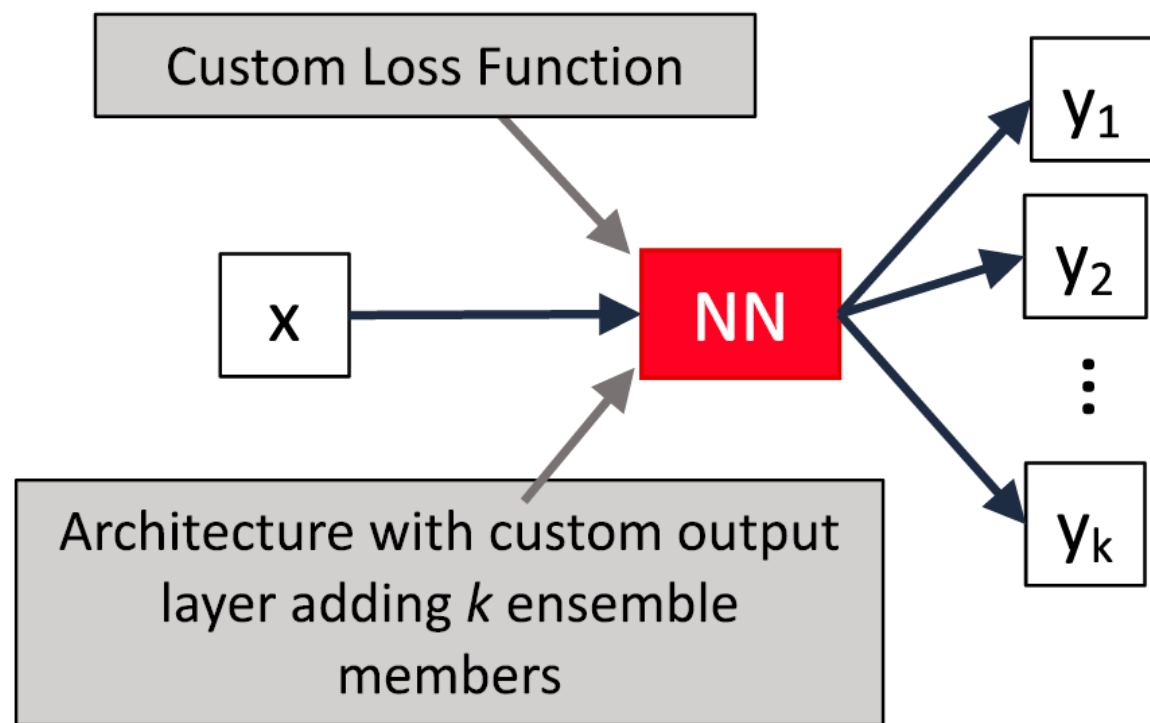 Custom Loss Function
y₁
y₂
x
NN
⋮
yₖ
Architecture with custom output
layer adding k ensemble
members